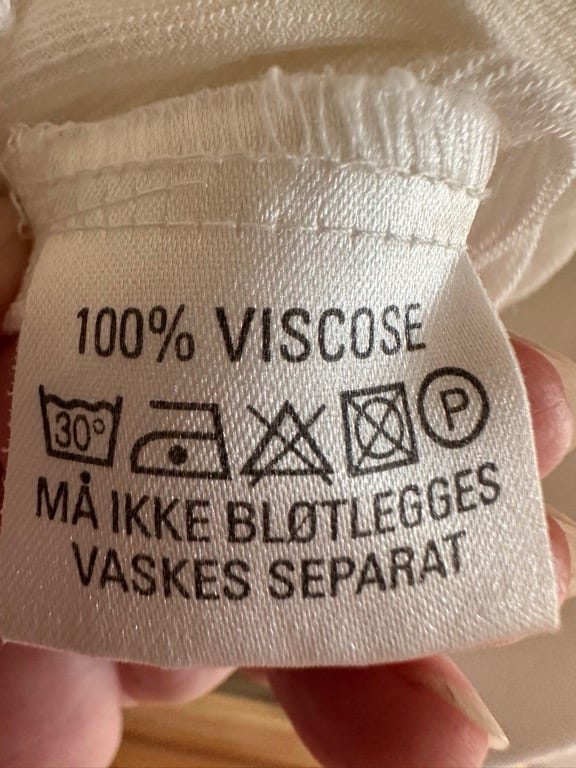 100% VISCOSE
30° P
MÅ IKKE BLØTLEGGES
VASKES SEPARAT